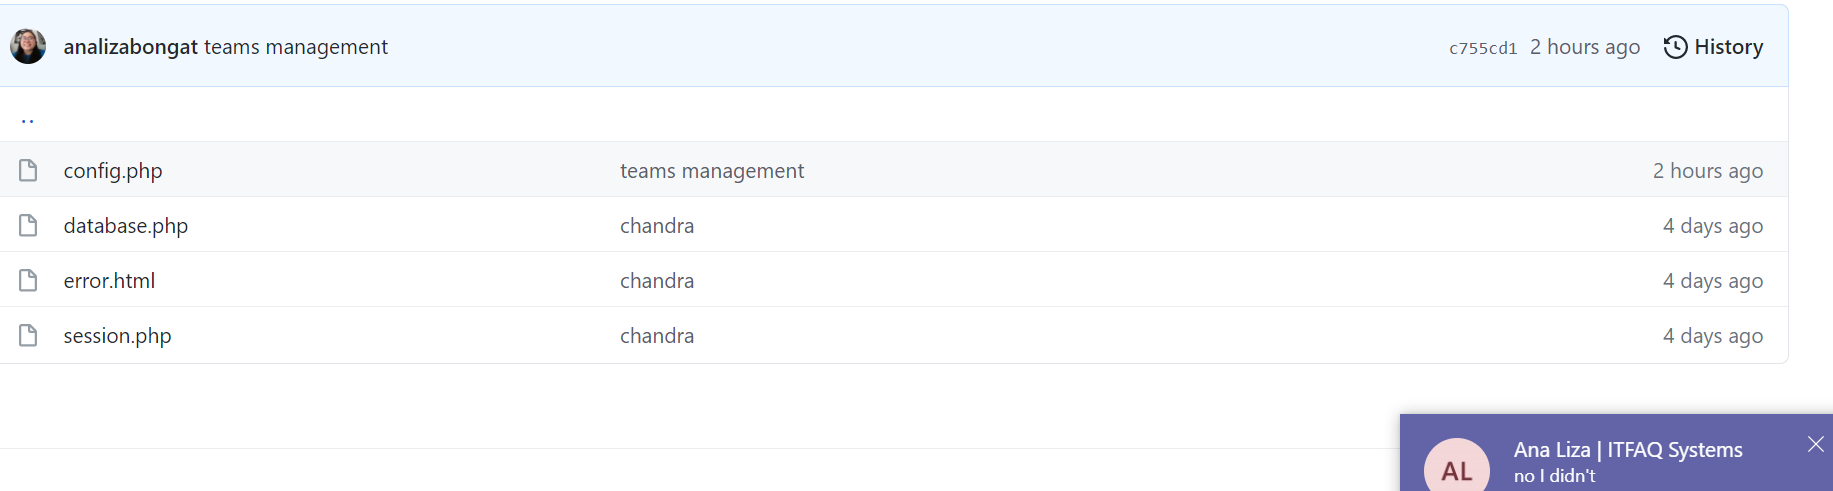 analizabongat teams management c755cd1 2 hours ago History
..
config.php teams management 2 hours ago
database.php chandra 4 days ago
error.html chandra 4 days ago
session.php chandra 4 days ago
AL Ana Liza | ITFAQ Systems
no I didn't